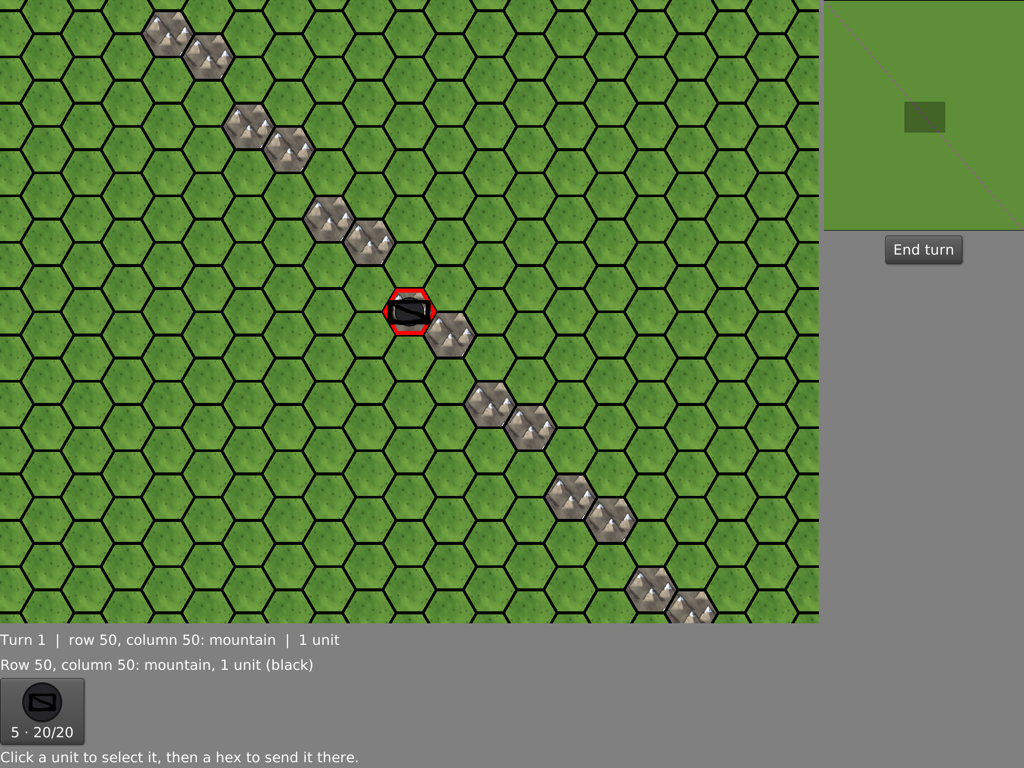 End turn
Turn 1  |  row 50, column 50: mountain  |  1 unit
Row 50, column 50: mountain, 1 unit (black)
5 · 20/20
Click a unit to select it, then a hex to send it there.